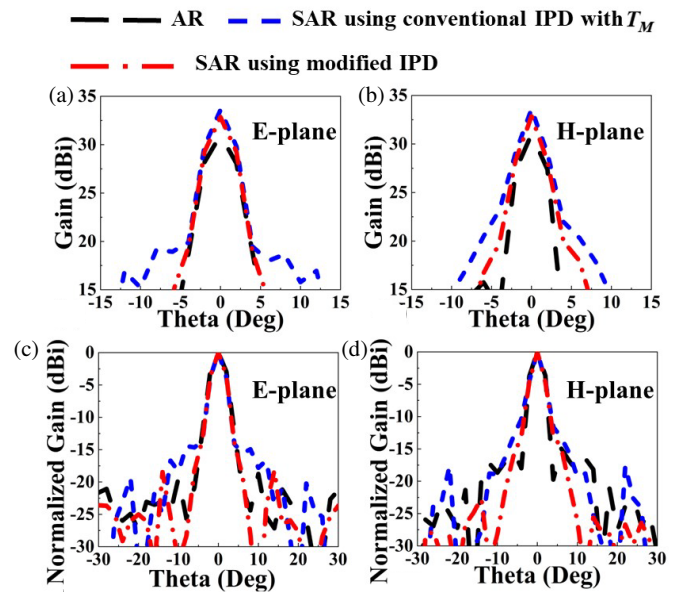 AR SAR using conventional IPD with T_M
SAR using modified IPD
(a) (b)
35 35
E-plane H-plane
30 30
25 25
20 20
15 15
Gain (dBi) Gain (dBi)
-15 -10 -5 0 5 10 15 -15 -10 -5 0 5 10 15
Theta (Deg) Theta (Deg)
(c) (d)
0 0
E-plane H-plane
-5 -5
-10 -10
-15 -15
-20 -20
-25 -25
-30 -30
Normalized Gain (dBi) Normalized Gain (dBi)
-30 -20 -10 0 10 20 30 -30 -20 -10 0 10 20 30
Theta (Deg) Theta (Deg)